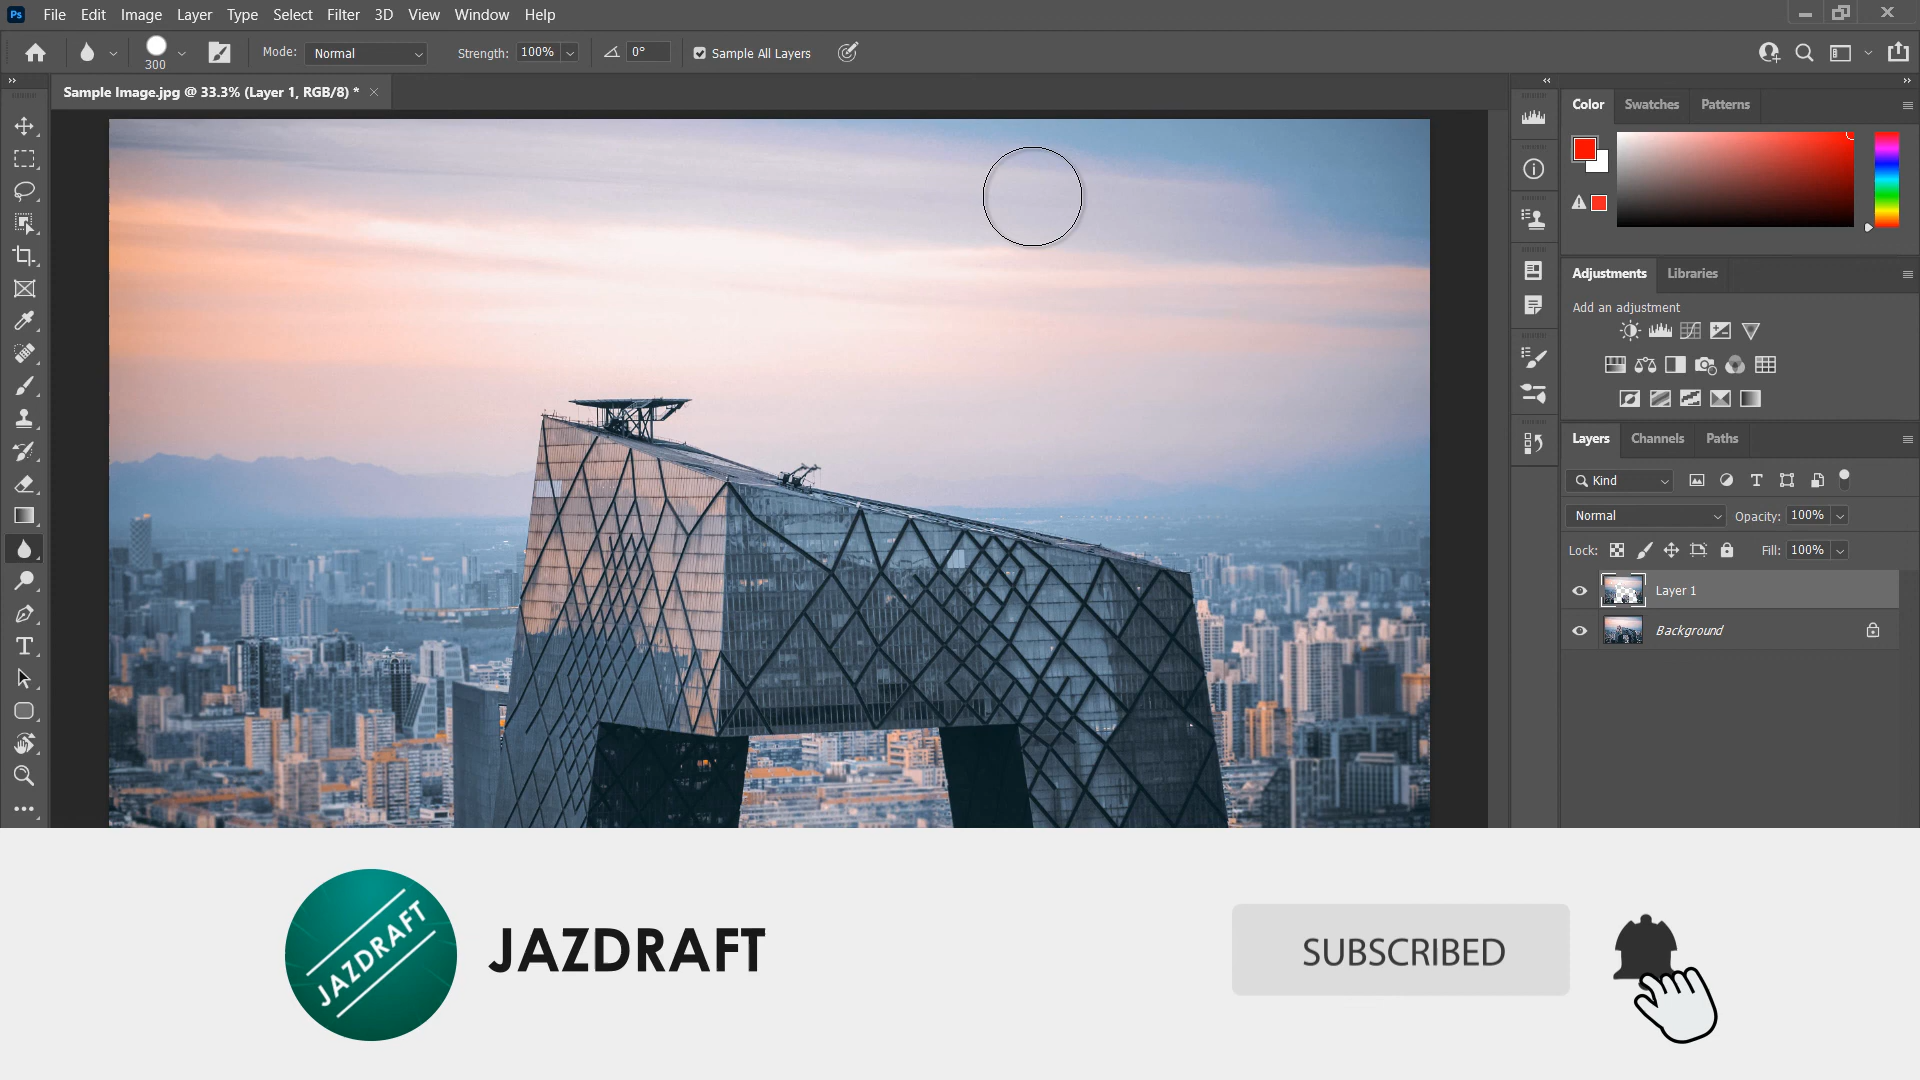 Ps File Edit Image Layer Type Select Filter 3D View Window Help
300 Mode: Normal Strength: 100% 0° Sample All Layers
Sample Image.jpg @ 33.3% (Layer 1, RGB/8) *
Color Swatches Patterns
Adjustments Libraries
Add an adjustment
Layers Channels Paths
Kind
Normal Opacity: 100%
Lock: Fill: 100%
Layer 1
Background
JAZDRAFT
JAZDRAFT
SUBSCRIBED